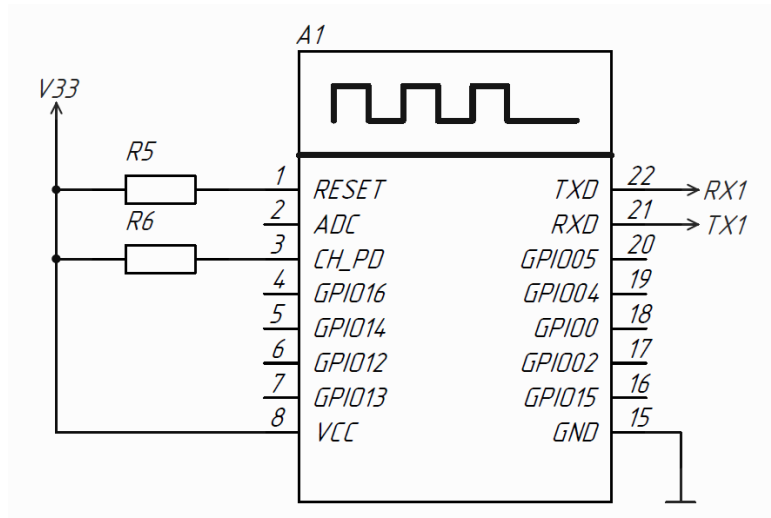 A1
V33
R5
1 RESET TXD 22 RX1
R6
2 ADC RXD 21 TX1
3 CH_PD GPIO05 20
4 GPIO16 GPIO04 19
5 GPIO14 GPIO0 18
6 GPIO12 GPIO02 17
7 GPIO13 GPIO15 16
8 VCC GND 15